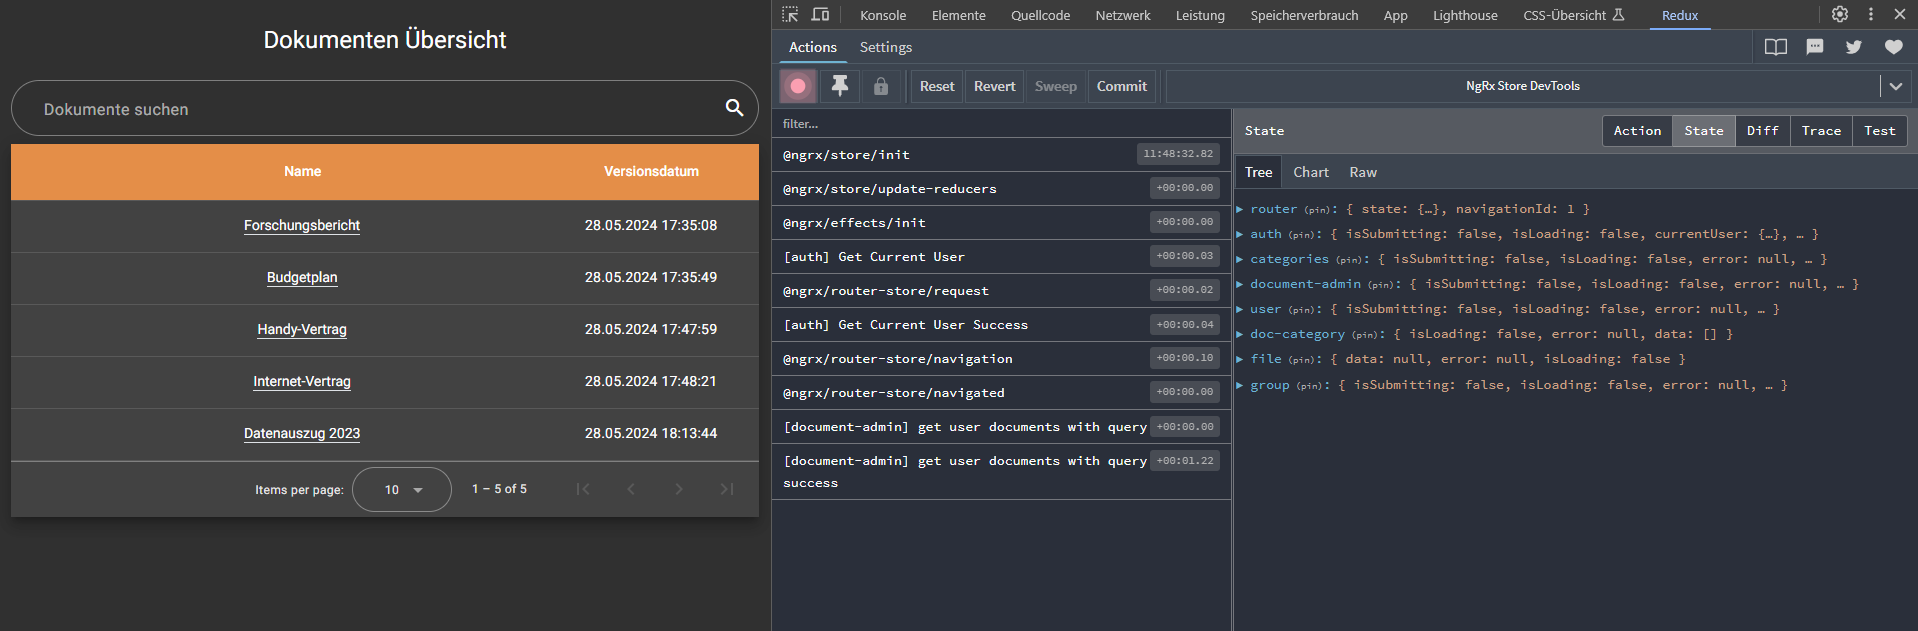 Dokumenten Übersicht
Dokumente suchen
Name Versionsdatum
Forschungsbericht 28.05.2024 17:35:08
Budgetplan 28.05.2024 17:35:49
Handy-Vertrag 28.05.2024 17:47:59
Internet-Vertrag 28.05.2024 17:48:21
Datenauszug 2023 28.05.2024 18:13:44
Items per page: 10 1 – 5 of 5
Konsole Elemente Quellcode Netzwerk Leistung Speicherverbrauch App Lighthouse CSS-Übersicht Redux
Actions Settings
Reset Revert Sweep Commit NgRx Store DevTools
filter...
@ngrx/store/init 11:48:32.82
@ngrx/store/update-reducers +00:00.00
@ngrx/effects/init +00:00.00
[auth] Get Current User +00:00.03
@ngrx/router-store/request +00:00.02
[auth] Get Current User Success +00:00.04
@ngrx/router-store/navigation +00:00.10
@ngrx/router-store/navigated +00:00.00
[document-admin] get user documents with query +00:00.00
[document-admin] get user documents with query +00:01.22
success
State Action State Diff Trace Test
Tree Chart Raw
router (pin): { state: {…}, navigationId: 1 }
auth (pin): { isSubmitting: false, isLoading: false, currentUser: {…}, … }
categories (pin): { isSubmitting: false, isLoading: false, error: null, … }
document-admin (pin): { isSubmitting: false, isLoading: false, error: null, … }
user (pin): { isSubmitting: false, isLoading: false, error: null, … }
doc-category (pin): { isLoading: false, error: null, data: [] }
file (pin): { data: null, error: null, isLoading: false }
group (pin): { isSubmitting: false, isLoading: false, error: null, … }